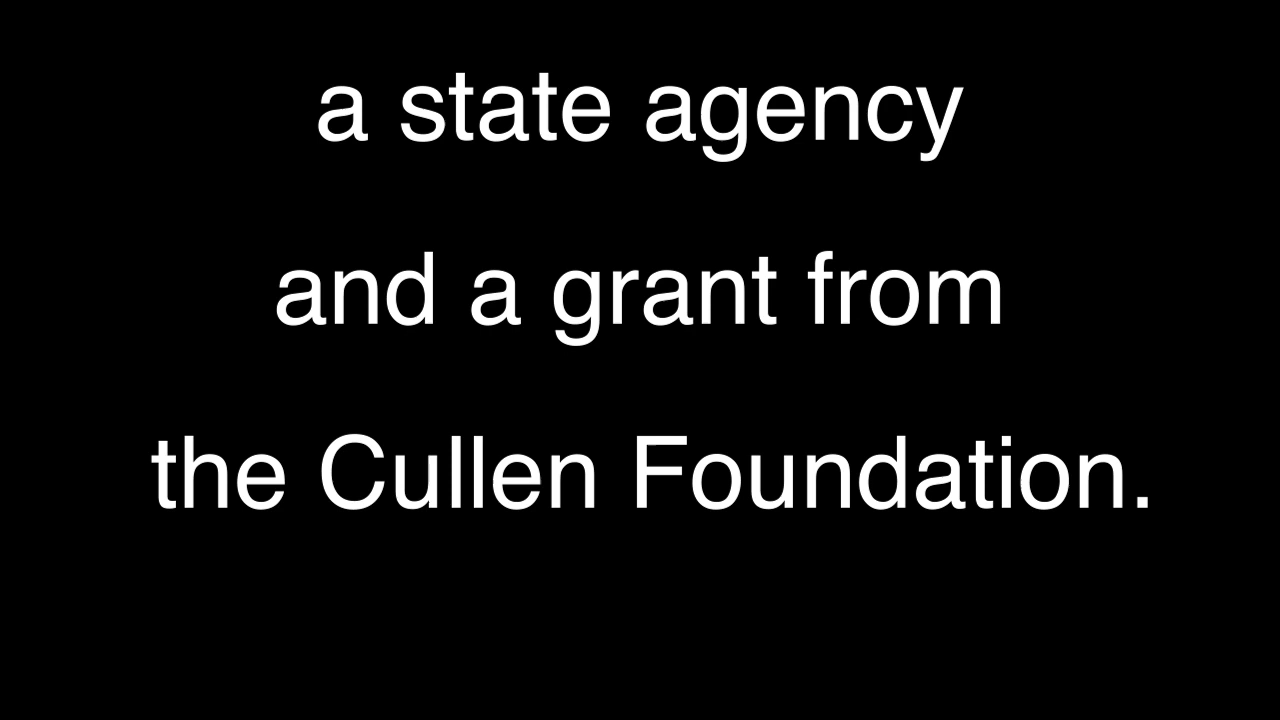 a state agency
and a grant from
the Cullen Foundation.